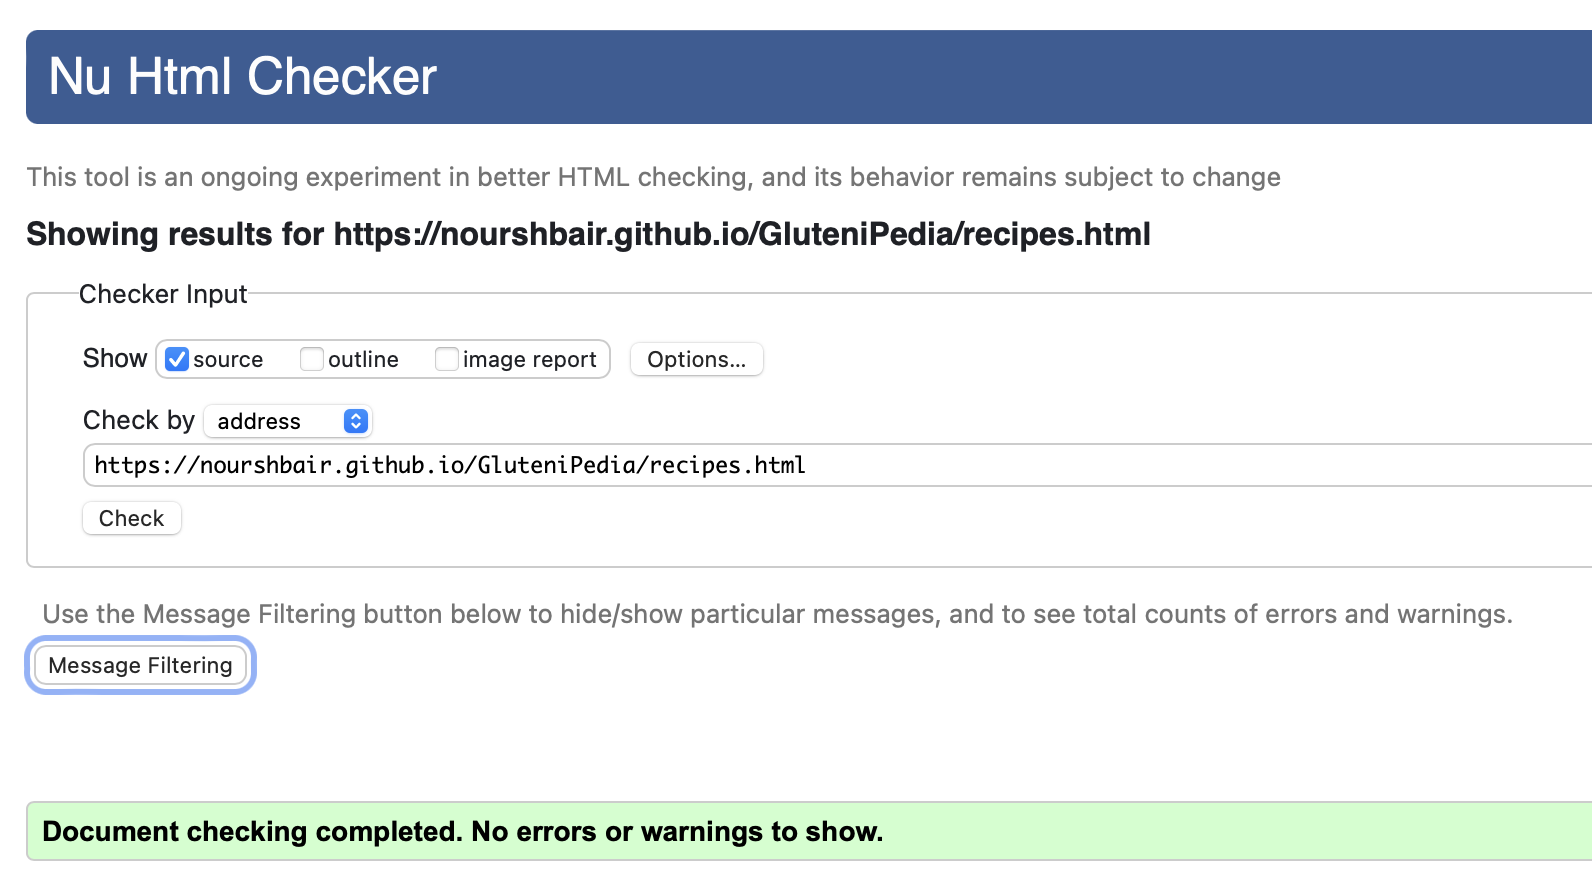 Nu Html Checker
This tool is an ongoing experiment in better HTML checking, and its behavior remains subject to change
Showing results for https://nourshbair.github.io/GluteniPedia/recipes.html
Checker Input
Show source outline image report Options...
Check by address
https://nourshbair.github.io/GluteniPedia/recipes.html
Check
Use the Message Filtering button below to hide/show particular messages, and to see total counts of errors and warnings.
Message Filtering
Document checking completed. No errors or warnings to show.